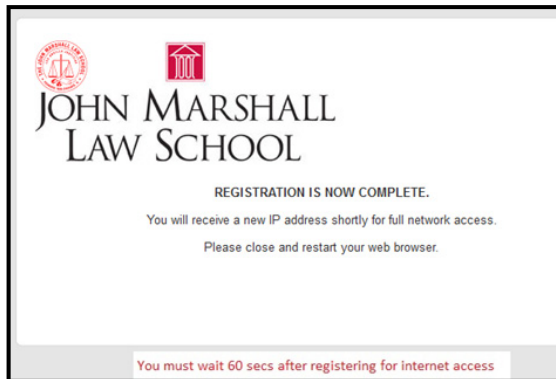 JOHN MARSHALL
LAW SCHOOL
REGISTRATION IS NOW COMPLETE.
You will receive a new IP address shortly for full network access.
Please close and restart your web browser.
You must wait 60 secs after registering for internet access